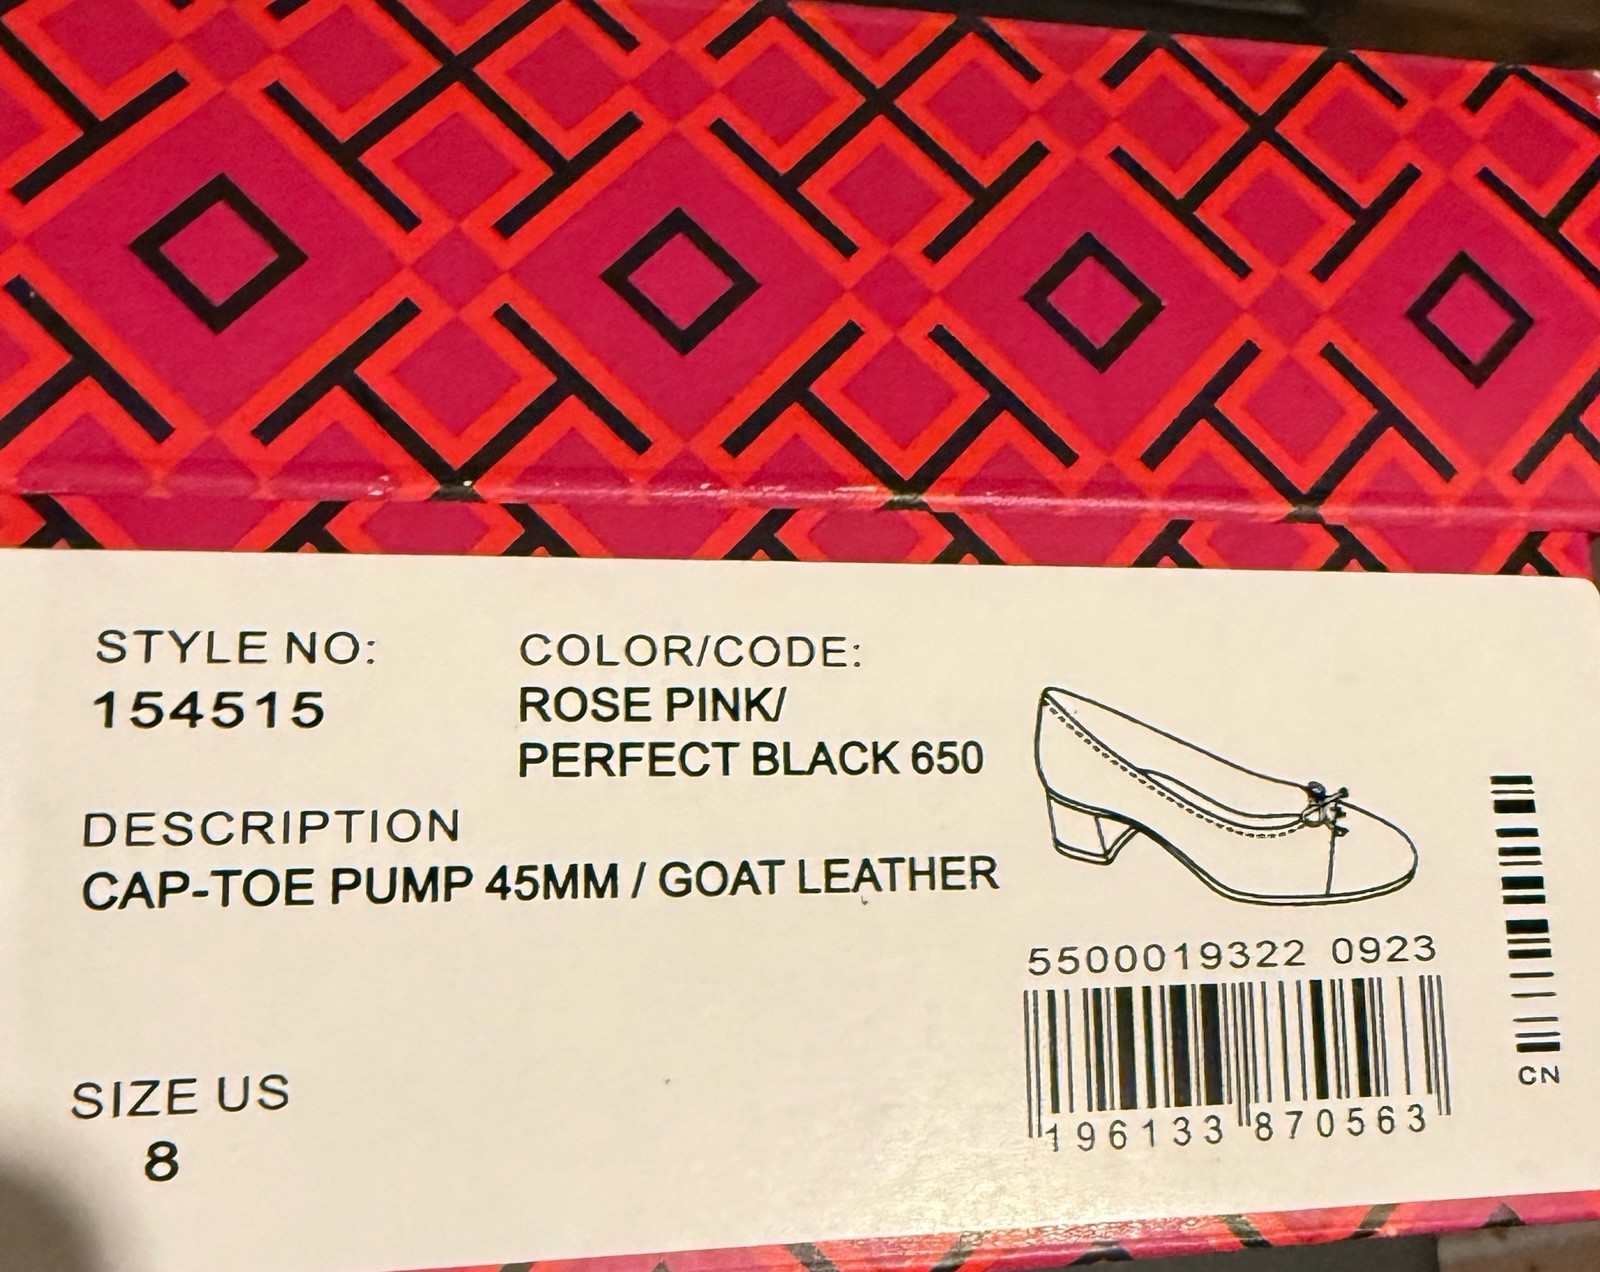 STYLE NO:
154515
COLOR/CODE:
ROSE PINK/
PERFECT BLACK 650
DESCRIPTION
CAP-TOE PUMP 45MM / GOAT LEATHER
SIZE US
8
5500019322 0923
196133 870563
CN